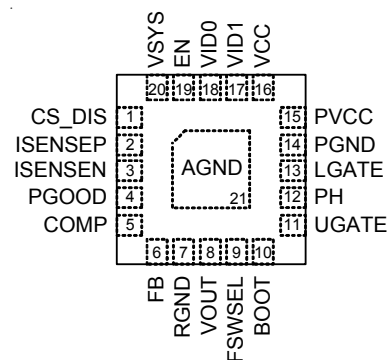 VSYS
EN
VID0
VID1
VCC
20 19 18 17 16
CS_DIS 1
ISENSEP 2
ISENSEN 3
PGOOD 4
COMP 5
AGND
21
15 PVCC
14 PGND
13 LGATE
12 PH
11 UGATE
6 7 8 9 10
FB
RGND
VOUT
FSWSEL
BOOT